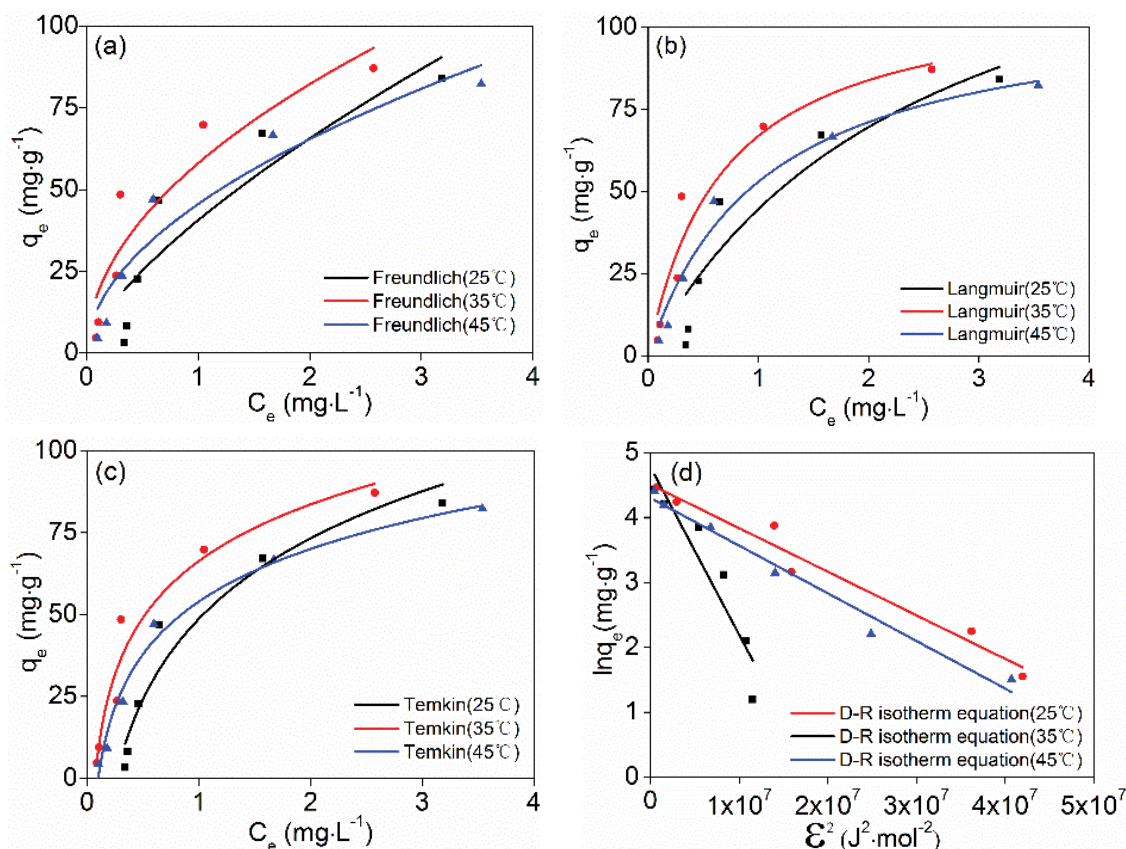 (a)
100
75
50
25
0
qₑ (mg·g⁻¹)
Freundlich(25℃)
Freundlich(35℃)
Freundlich(45℃)
0 1 2 3 4
Cₑ (mg·L⁻¹)
(b)
100
75
50
25
0
qₑ (mg·g⁻¹)
Langmuir(25℃)
Langmuir(35℃)
Langmuir(45℃)
0 1 2 3 4
Cₑ (mg·L⁻¹)
(c)
100
75
50
25
0
qₑ (mg·g⁻¹)
Temkin(25℃)
Temkin(35℃)
Temkin(45℃)
0 1 2 3 4
Cₑ (mg·L⁻¹)
(d)
5
4
3
2
1
0
lnqₑ(mg·g⁻¹)
D-R isotherm equation(25℃)
D-R isotherm equation(35℃)
D-R isotherm equation(45℃)
0 1x10⁷ 2x10⁷ 3x10⁷ 4x10⁷ 5x10⁷
Ɛ² (J²·mol⁻²)